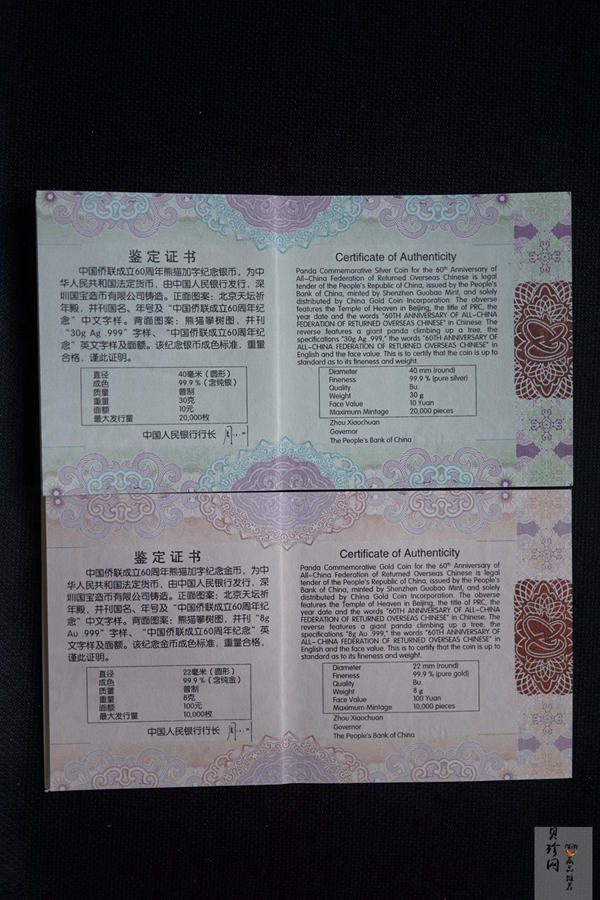 鉴定证书
中国侨联成立60周年熊猫加字纪念银币，为中
华人民共和国法定货币，由中国人民银行发行，深
圳国宝造币有限公司铸造。正面图案：北京天坛祈
年殿，并刊国名、年号及“中国侨联成立60周年纪
念”中文字样。背面图案：熊猫攀树图，并刊
“30g Ag .999”字样、“中国侨联成立60周年纪
念”英文字样及面额。该纪念银币成色标准，重量
合格，谨此证明。
直径 40毫米（圆形）
成色 99.9%（含纯银）
质量 普制
重量 30克
面额 10元
最大发行量 20,000枚
中国人民银行行长
Certificate of Authenticity
Panda Commemorative Silver Coin for the 60th Anniversary of
All-China Federation of Returned Overseas Chinese is legal
tender of the People's Republic of China, issued by the People's
Bank of China, minted by Shenzhen Guobao Mint, and solely
distributed by China Gold Coin Incorporation. The obverse
features the Temple of Heaven in Beijing, the title of PRC, the
year date and the words "60TH ANNIVERSARY OF ALL-CHINA
FEDERATION OF RETURNED OVERSEAS CHINESE" in Chinese. The
reverse features a giant panda climbing up a tree, the
specifications "30g Ag .999," the words "60TH ANNIVERSARY OF
ALL-CHINA FEDERATION OF RETURNED OVERSEAS CHINESE" in
English and the face value. This is to certify that the coin is up to
standard as to its fineness and weight.
Diameter 40 mm (round)
Fineness 99.9 % (pure silver)
Quality Bu.
Weight 30 g
Face Value 10 Yuan
Maximum Mintage 20,000 pieces
Zhou Xiaochuan
Governor
The People's Bank of China
鉴定证书
中国侨联成立60周年熊猫加字纪念金币，为中
华人民共和国法定货币，由中国人民银行发行，深
圳国宝造币有限公司铸造。正面图案：北京天坛祈
年殿，并刊国名、年号及“中国侨联成立60周年纪
念”中文字样。背面图案：熊猫攀树图，并刊“8g
Au .999”字样、“中国侨联成立60周年纪念”英
文字样及面额。该纪念金币成色标准，重量合格，
谨此证明。
直径 22毫米（圆形）
成色 99.9%（含纯金）
质量 普制
重量 8克
面额 100元
最大发行量 10,000枚
中国人民银行行长
Certificate of Authenticity
Panda Commemorative Gold Coin for the 60th Anniversary of
All-China Federation of Returned Overseas Chinese is legal
tender of the People's Republic of China, issued by the People's
Bank of China, minted by Shenzhen Guobao Mint, and solely
distributed by China Gold Coin Incorporation. The obverse
features the Temple of Heaven in Beijing, the title of PRC, the
year date and the words "60TH ANNIVERSARY OF ALL-CHINA
FEDERATION OF RETURNED OVERSEAS CHINESE" in Chinese. The
reverse features a giant panda climbing up a tree, the
specifications "8g Au .999," the words "60TH ANNIVERSARY OF
ALL-CHINA FEDERATION OF RETURNED OVERSEAS CHINESE" in
English and the face value. This is to certify that the coin is up to
standard as to its fineness and weight.
Diameter 22 mm (round)
Fineness 99.9 % (pure gold)
Quality Bu.
Weight 8 g
Face Value 100 Yuan
Maximum Mintage 10,000 pieces
Zhou Xiaochuan
Governor
The People's Bank of China
贝珍网
藏品推荐